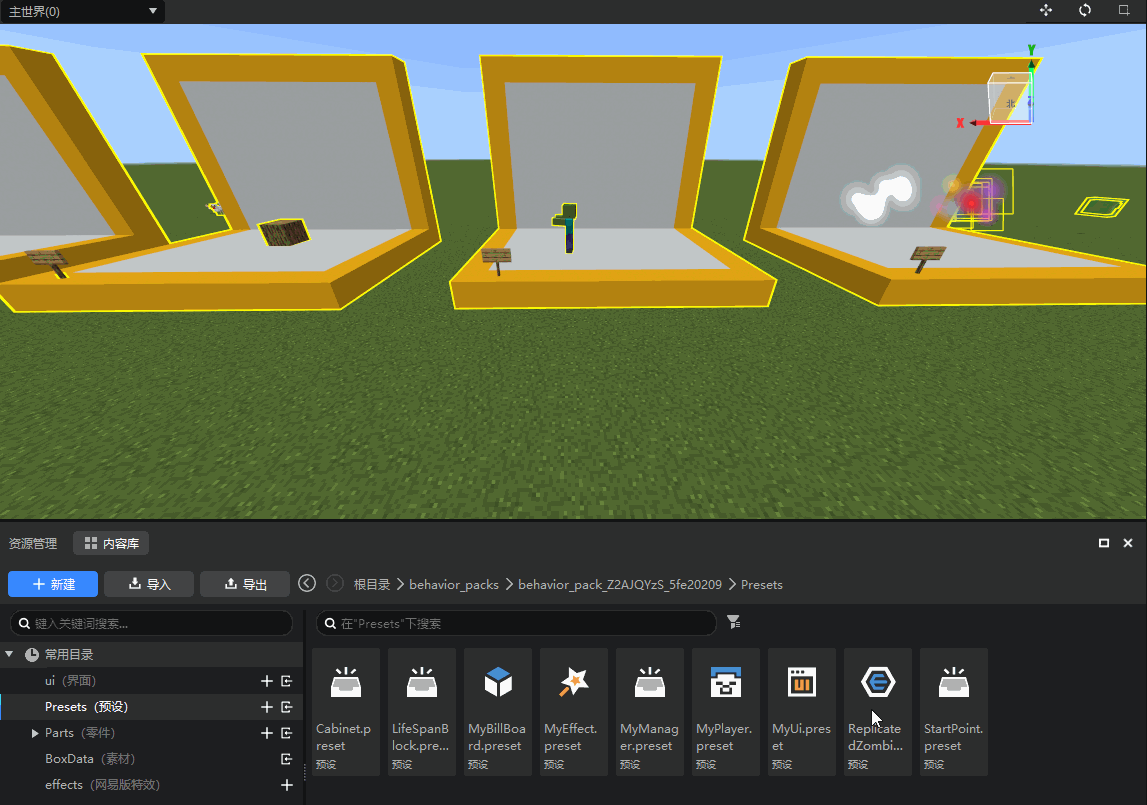 主世界(0)
Y
北
X
资源管理
内容库
新建
导入
导出
根目录
behavior_packs
behavior_pack_Z2AJQYzS_5fe20209
Presets
键入关键词搜索...
在"Presets"下搜索
常用目录
ui（界面）
Presets（预设）
Parts（零件）
BoxData（素材）
effects（网易版特效）
Cabinet.p
reset
预设
LifeSpanB
lock.pre...
预设
MyBillBoa
rd.preset
预设
MyEffect.
preset
预设
MyManag
er.preset
预设
MyPlayer.
preset
预设
UI
MyUi.pres
et
预设
Replicate
dZombi...
预设
StartPoint.
preset
预设